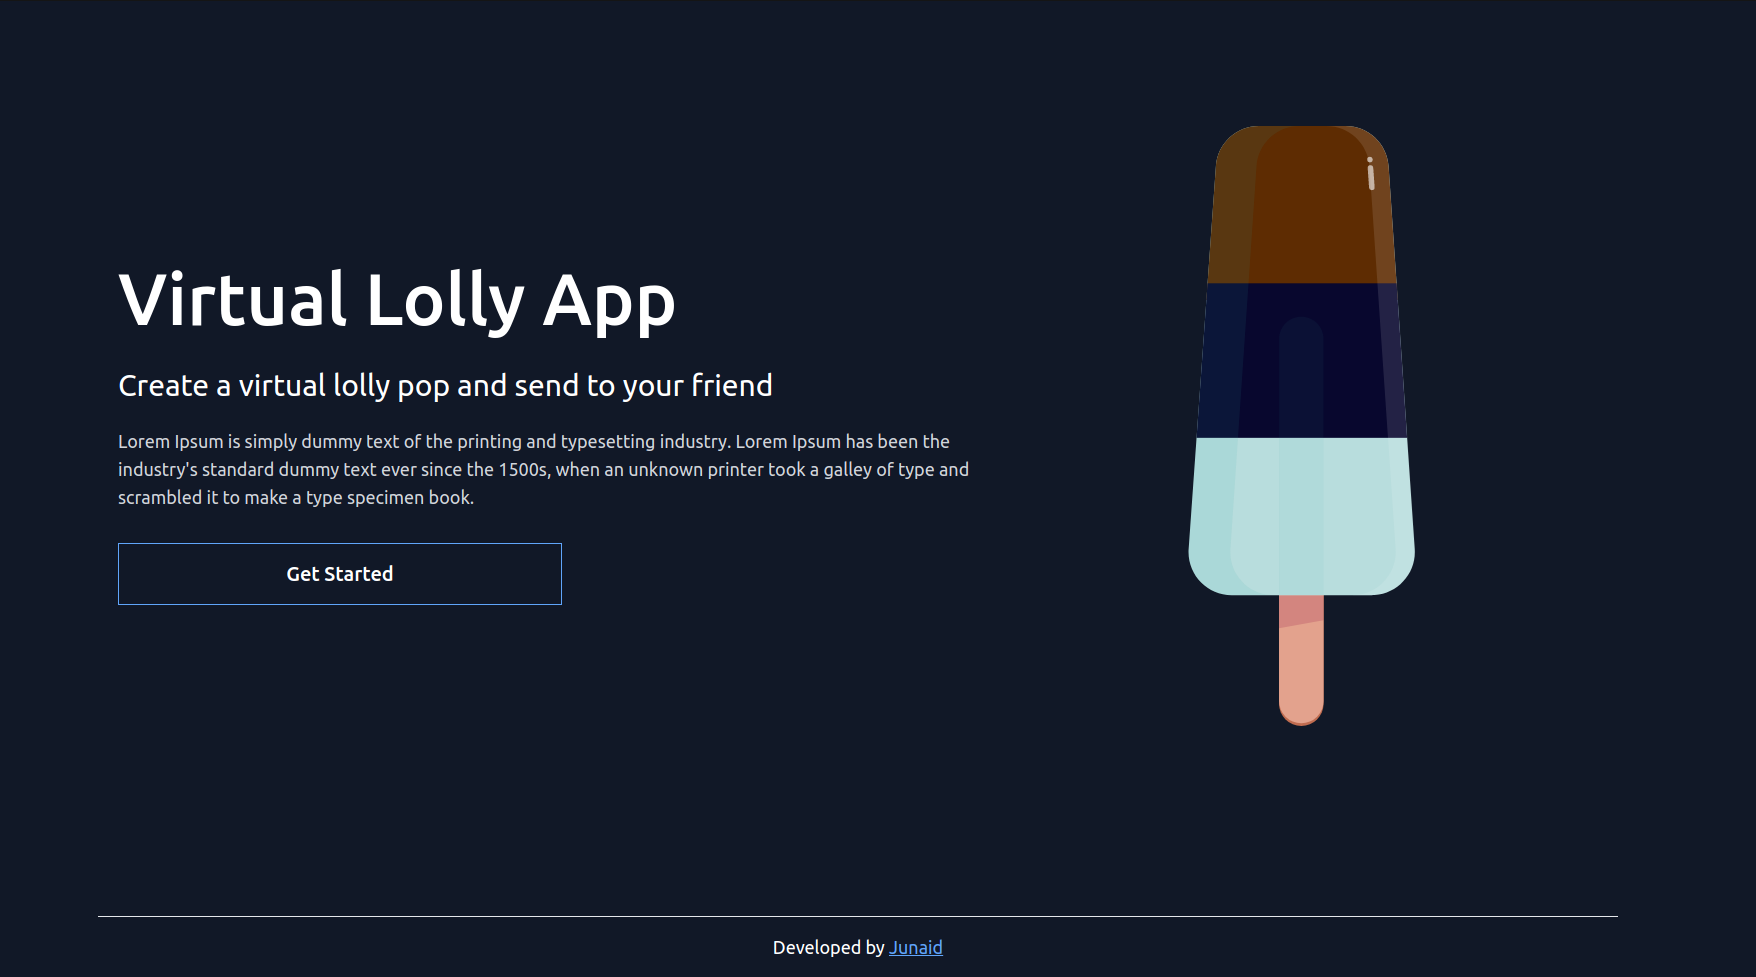 Virtual Lolly App
Create a virtual lolly pop and send to your friend
Lorem Ipsum is simply dummy text of the printing and typesetting industry. Lorem Ipsum has been the
industry's standard dummy text ever since the 1500s, when an unknown printer took a galley of type and
scrambled it to make a type specimen book.
Get Started
Developed by Junaid